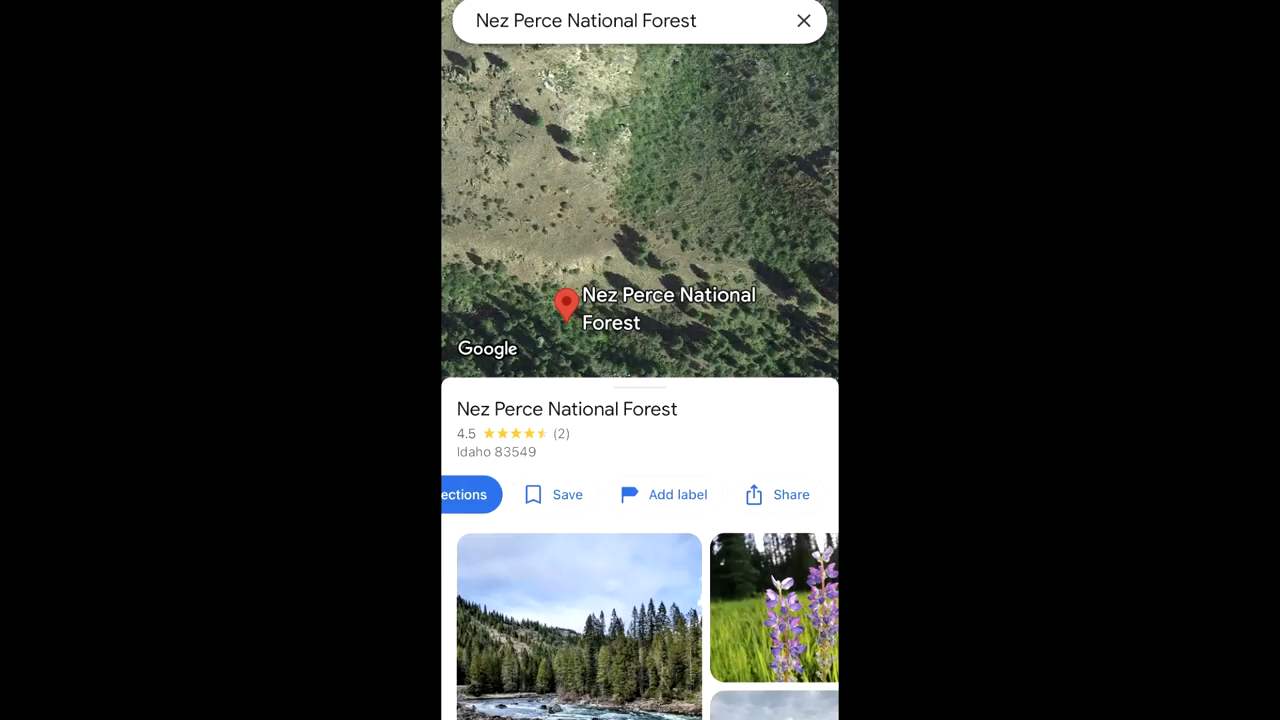 Nez Perce National Forest
Nez Perce National
Forest
Google
Nez Perce National Forest
4.5 (2)
Idaho 83549
ections
Save
Add label
Share